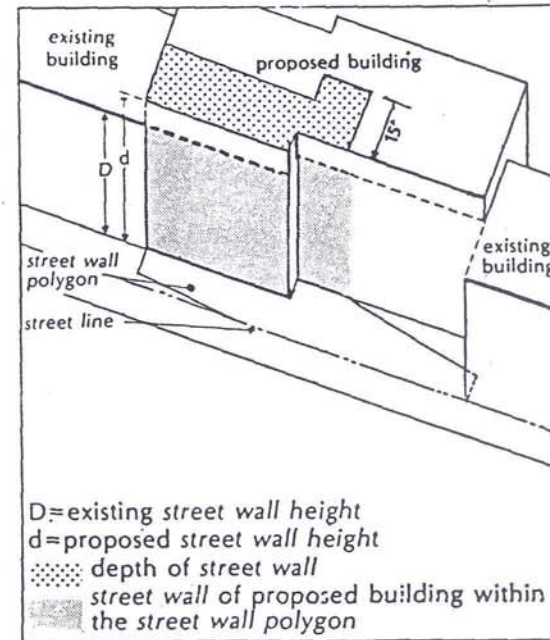 existing
building
proposed building
15'
D
d
existing
building
street wall
polygon
street line
D=existing street wall height
d=proposed street wall height
depth of street wall
street wall of proposed building within
the street wall polygon